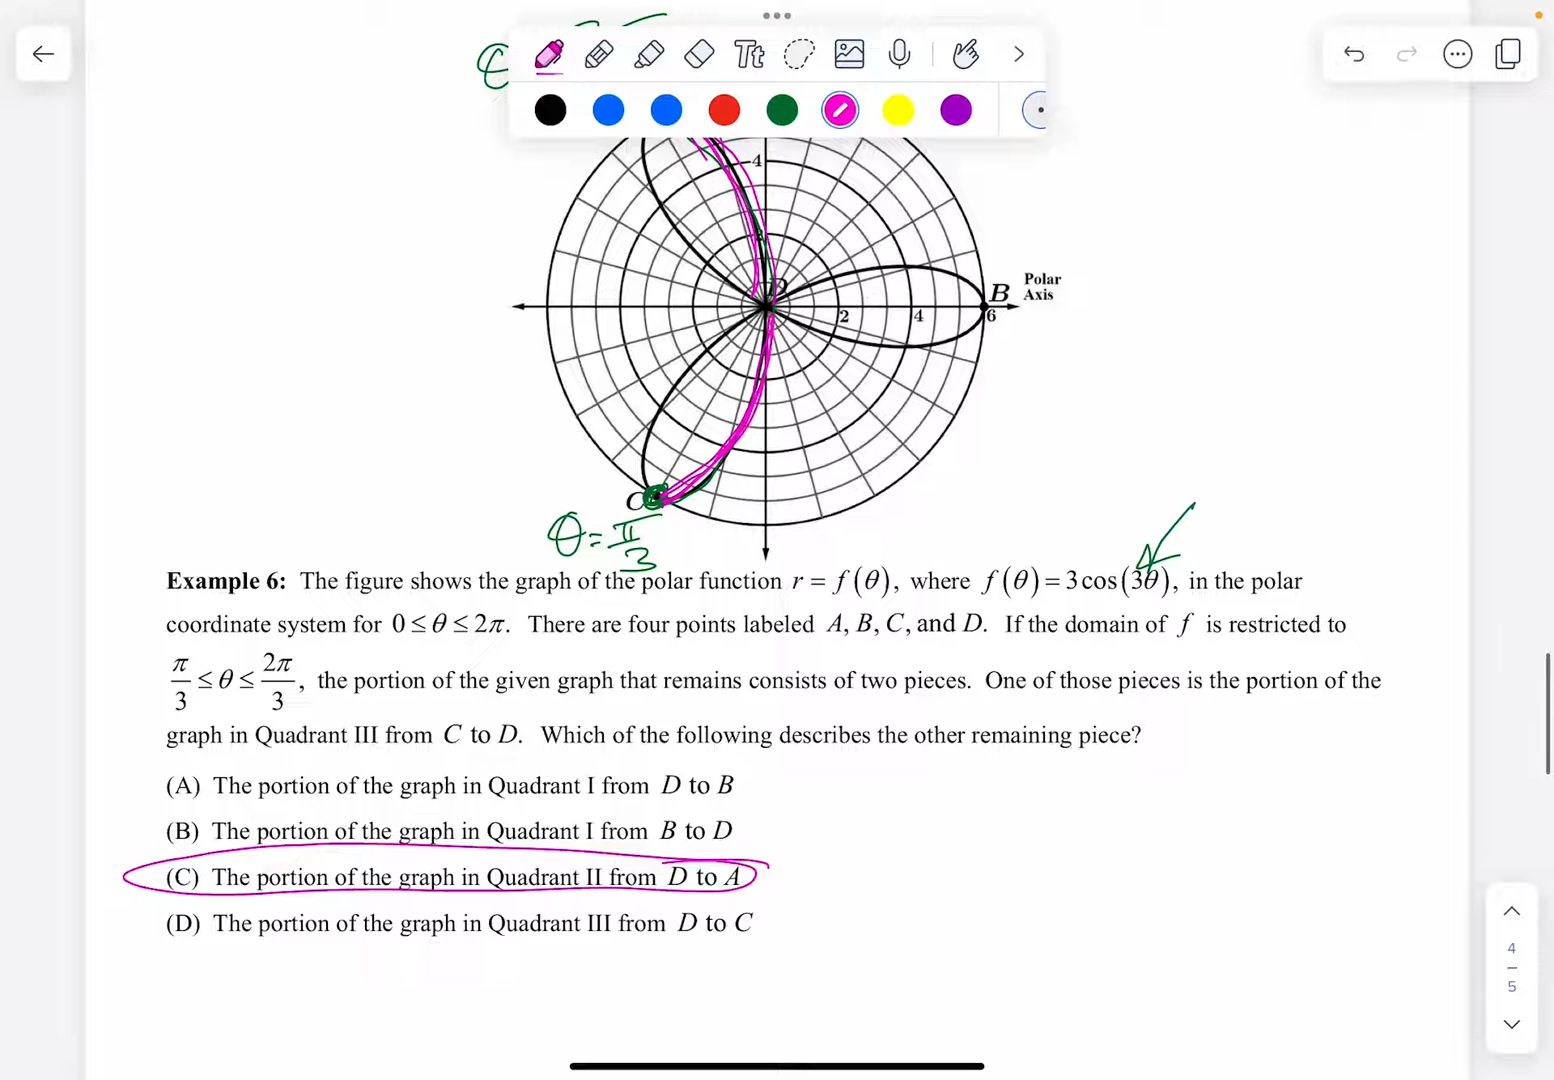 Tt
4
2
D
B
Polar
Axis
2
4
6
C
θ = π/3
Example 6: The figure shows the graph of the polar function r = f(θ), where f(θ) = 3cos(3θ), in the polar
coordinate system for 0 ≤ θ ≤ 2π. There are four points labeled A, B, C, and D. If the domain of f is restricted to
π/3 ≤ θ ≤ 2π/3, the portion of the given graph that remains consists of two pieces. One of those pieces is the portion of the
graph in Quadrant III from C to D. Which of the following describes the other remaining piece?
(A) The portion of the graph in Quadrant I from D to B
(B) The portion of the graph in Quadrant I from B to D
(C) The portion of the graph in Quadrant II from D to A
(D) The portion of the graph in Quadrant III from D to C
4
5